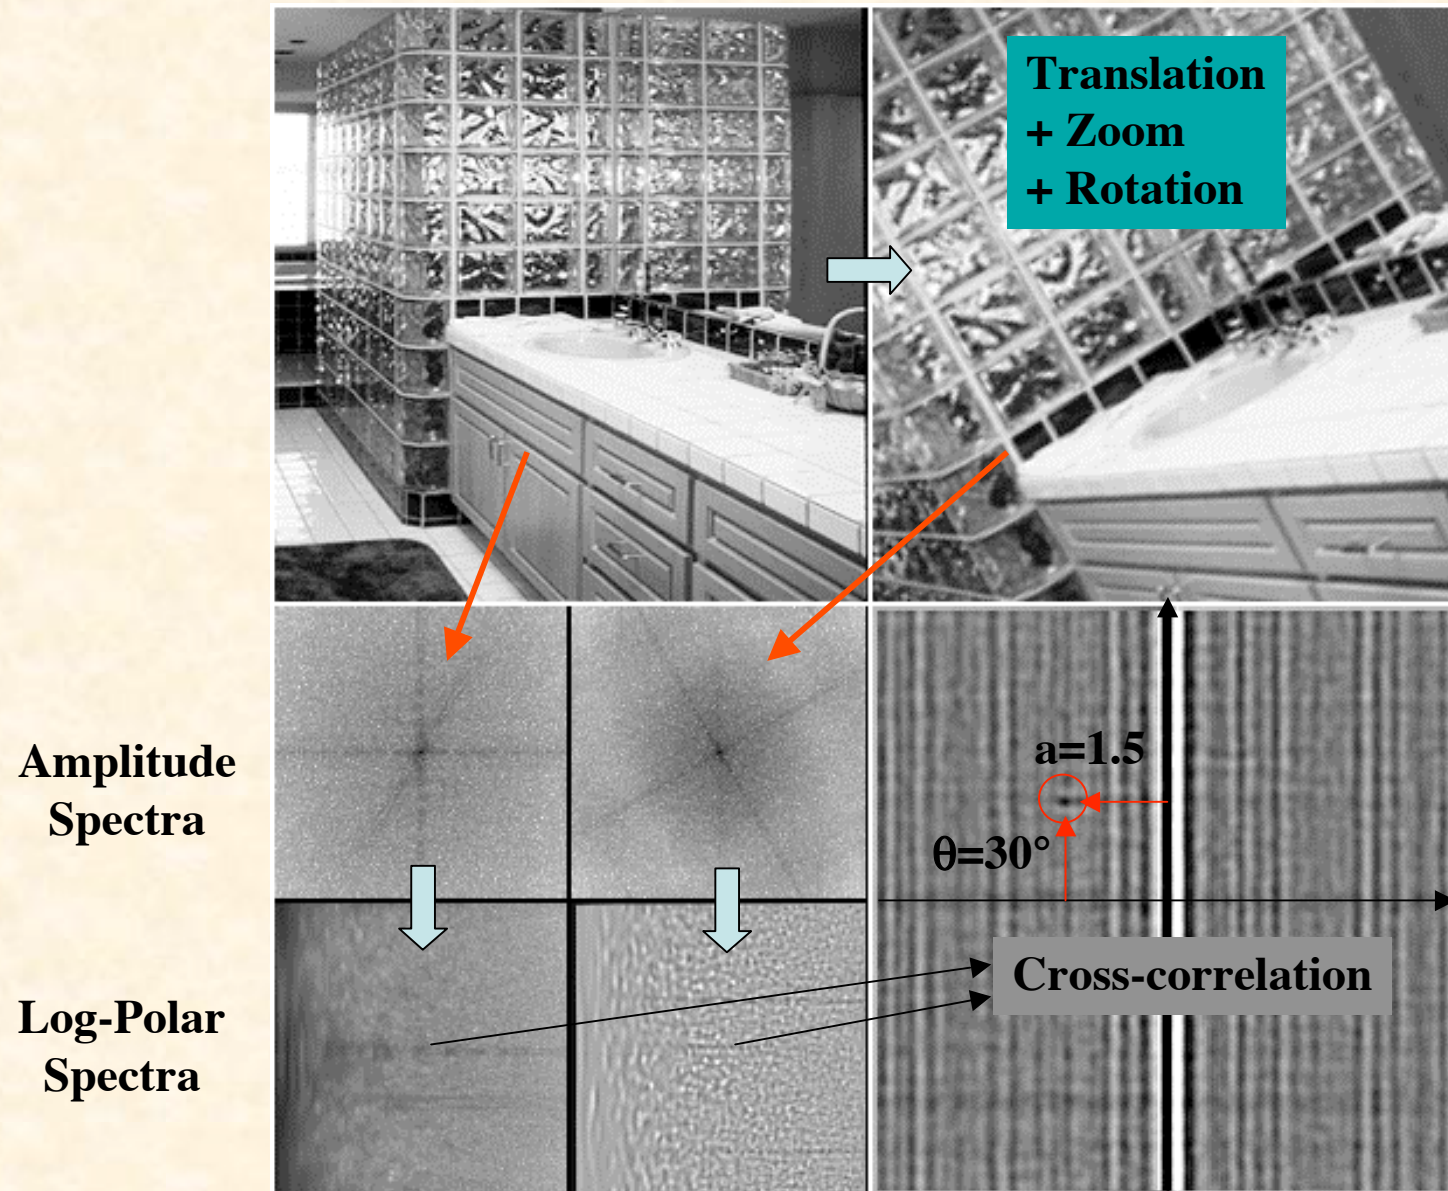 Translation
+ Zoom
+ Rotation
Amplitude
Spectra
a=1.5
θ=30°
Cross-correlation
Log-Polar
Spectra